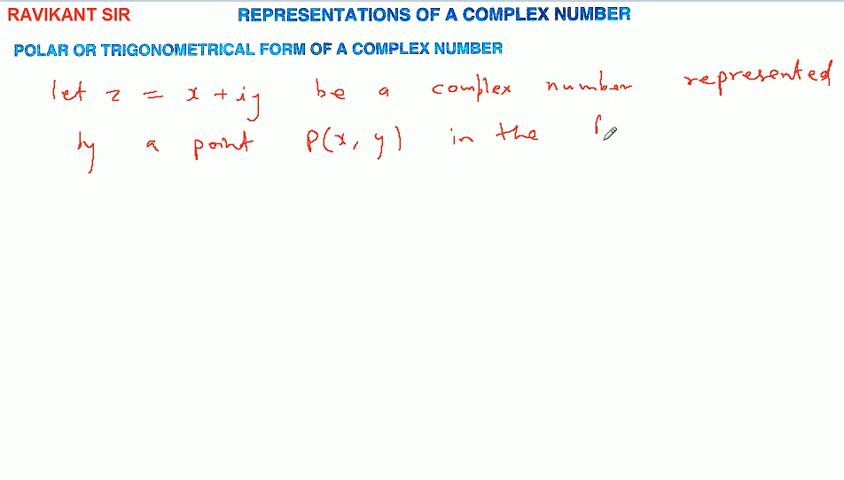 RAVIKANT SIR REPRESENTATIONS OF A COMPLEX NUMBER
POLAR OR TRIGONOMETRICAL FORM OF A COMPLEX NUMBER
let z = x + iy be a complex number represented
by a point P(x, y) in the